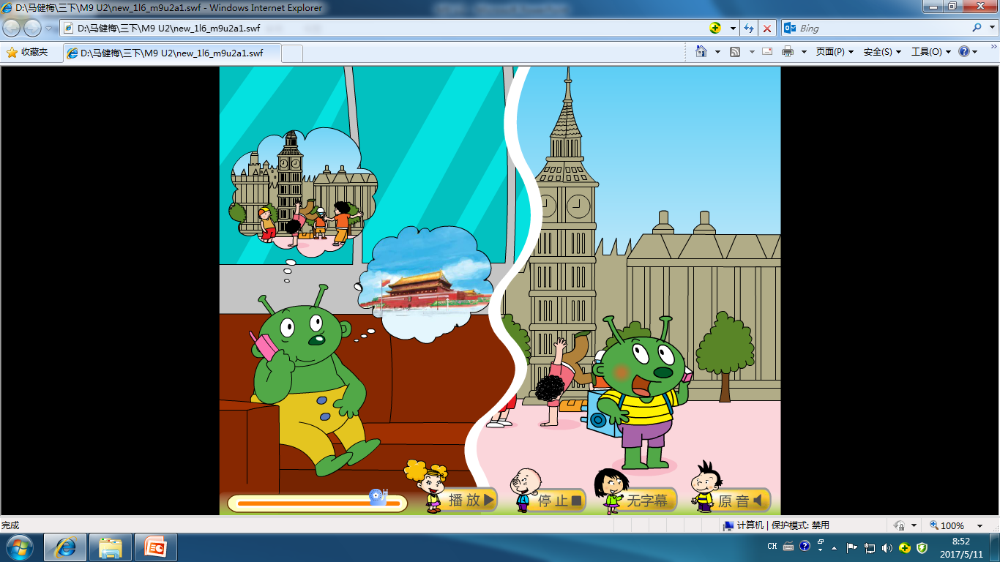 D:\马健梅\三下\M9 U2\new_1l6_m9u2a1.swf - Windows Internet Explorer
D:\马健梅\三下\M9 U2\new_1l6_m9u2a1.swf
Bing
收藏夹
D:\马健梅\三下\M9 U2\new_1l6_m9u2a1.swf
页面(P)
安全(S)
工具(O)
播放
停止
无字幕
原音
完成
计算机 | 保护模式: 禁用
100%
CH
8:52
2017/5/11